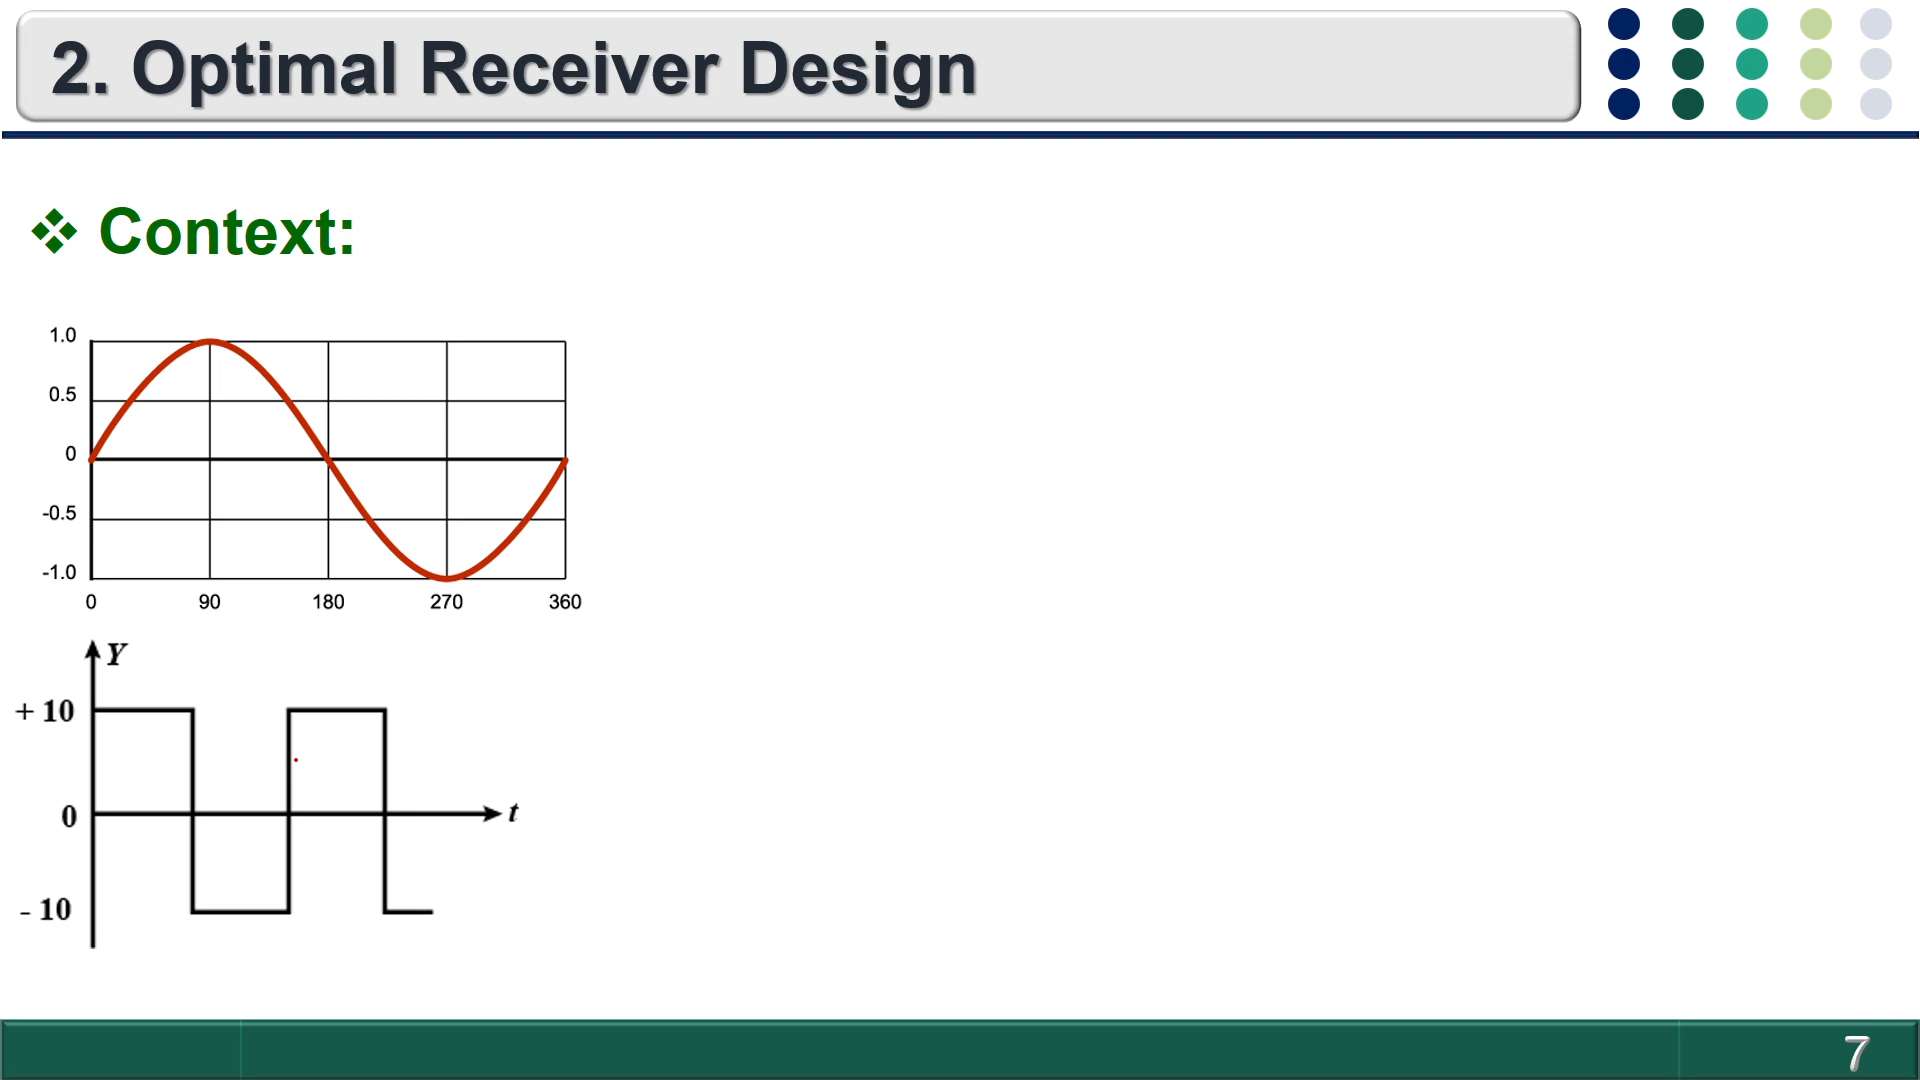 2. Optimal Receiver Design
❖ Context:
1.0
0.5
0
-0.5
-1.0
0 90 180 270 360
Y
+ 10
0
t
- 10
7